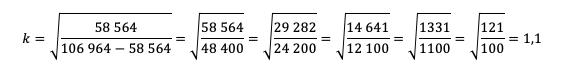 k = √(58 564 / (106 964 − 58 564)) = √(58 564 / 48 400) = √(29 282 / 24 200) = √(14 641 / 12 100) = √(1331 / 1100) = √(121 / 100) = 1,1